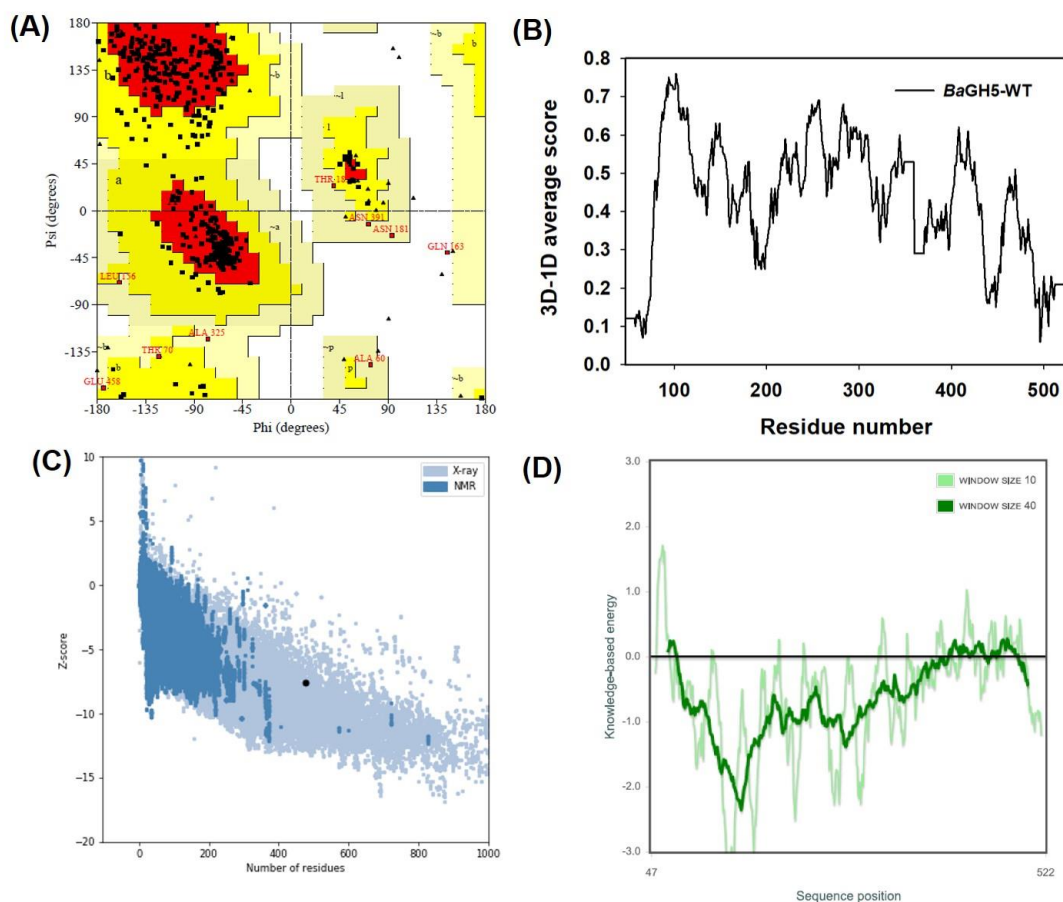 (A)
180
135
90
45
0
-45
-90
-135
-180
Psi (degrees)
b
~b
~b
b
~l
l
a
~a
THR 18
ASN 391
ASN 181
GLN 163
LEU 156
ALA 325
THR 70
ALA 60
GLU 458
~b
b
~p
p
~b
-180
-135
-90
-45
0
45
90
135
180
Phi (degrees)
(B)
0.8
0.7
0.6
0.5
0.4
0.3
0.2
0.1
0.0
3D-1D average score
BaGH5-WT
100
200
300
400
500
Residue number
(C)
10
5
0
−5
−10
−15
−20
Z-score
X-ray
NMR
0
200
400
600
800
1000
Number of residues
(D)
3.0
2.0
1.0
0.0
-1.0
-2.0
-3.0
Knowledge-based energy
WINDOW SIZE 10
WINDOW SIZE 40
47
522
Sequence position